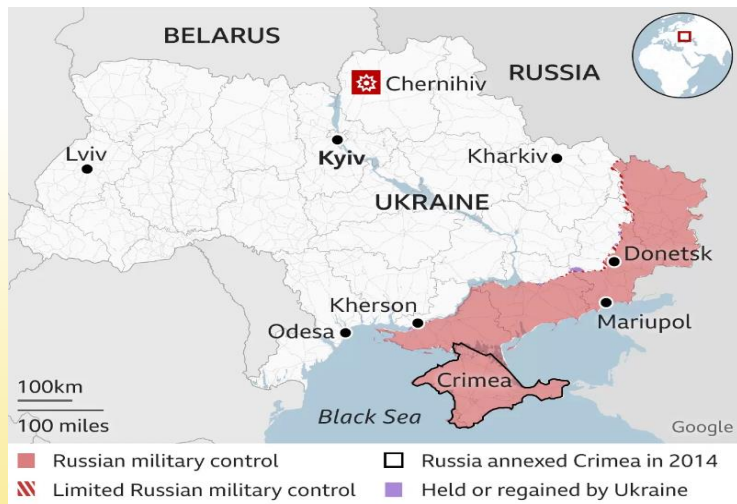 BELARUS
RUSSIA
Chernihiv
Lviv
Kyiv
Kharkiv
UKRAINE
Donetsk
Kherson
Odesa
Mariupol
Crimea
100km
100 miles
Black Sea
Google
Russian military control
Russia annexed Crimea in 2014
Limited Russian military control
Held or regained by Ukraine